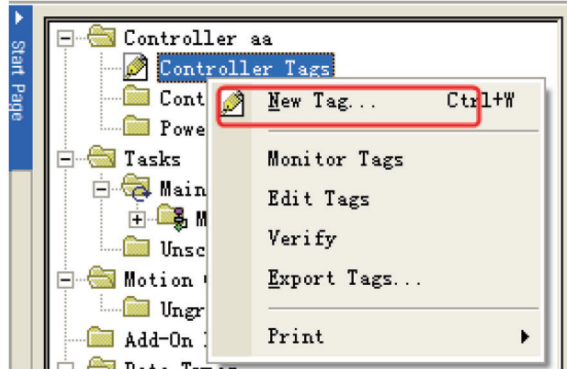 Start Page
Controller aa
Controller Tags
Cont
New Tag... Ctrl+W
Powe
Tasks
Monitor Tags
Main
Edit Tags
M
Verify
Unsc
Motion
Export Tags...
Ungr
Add-On
Print